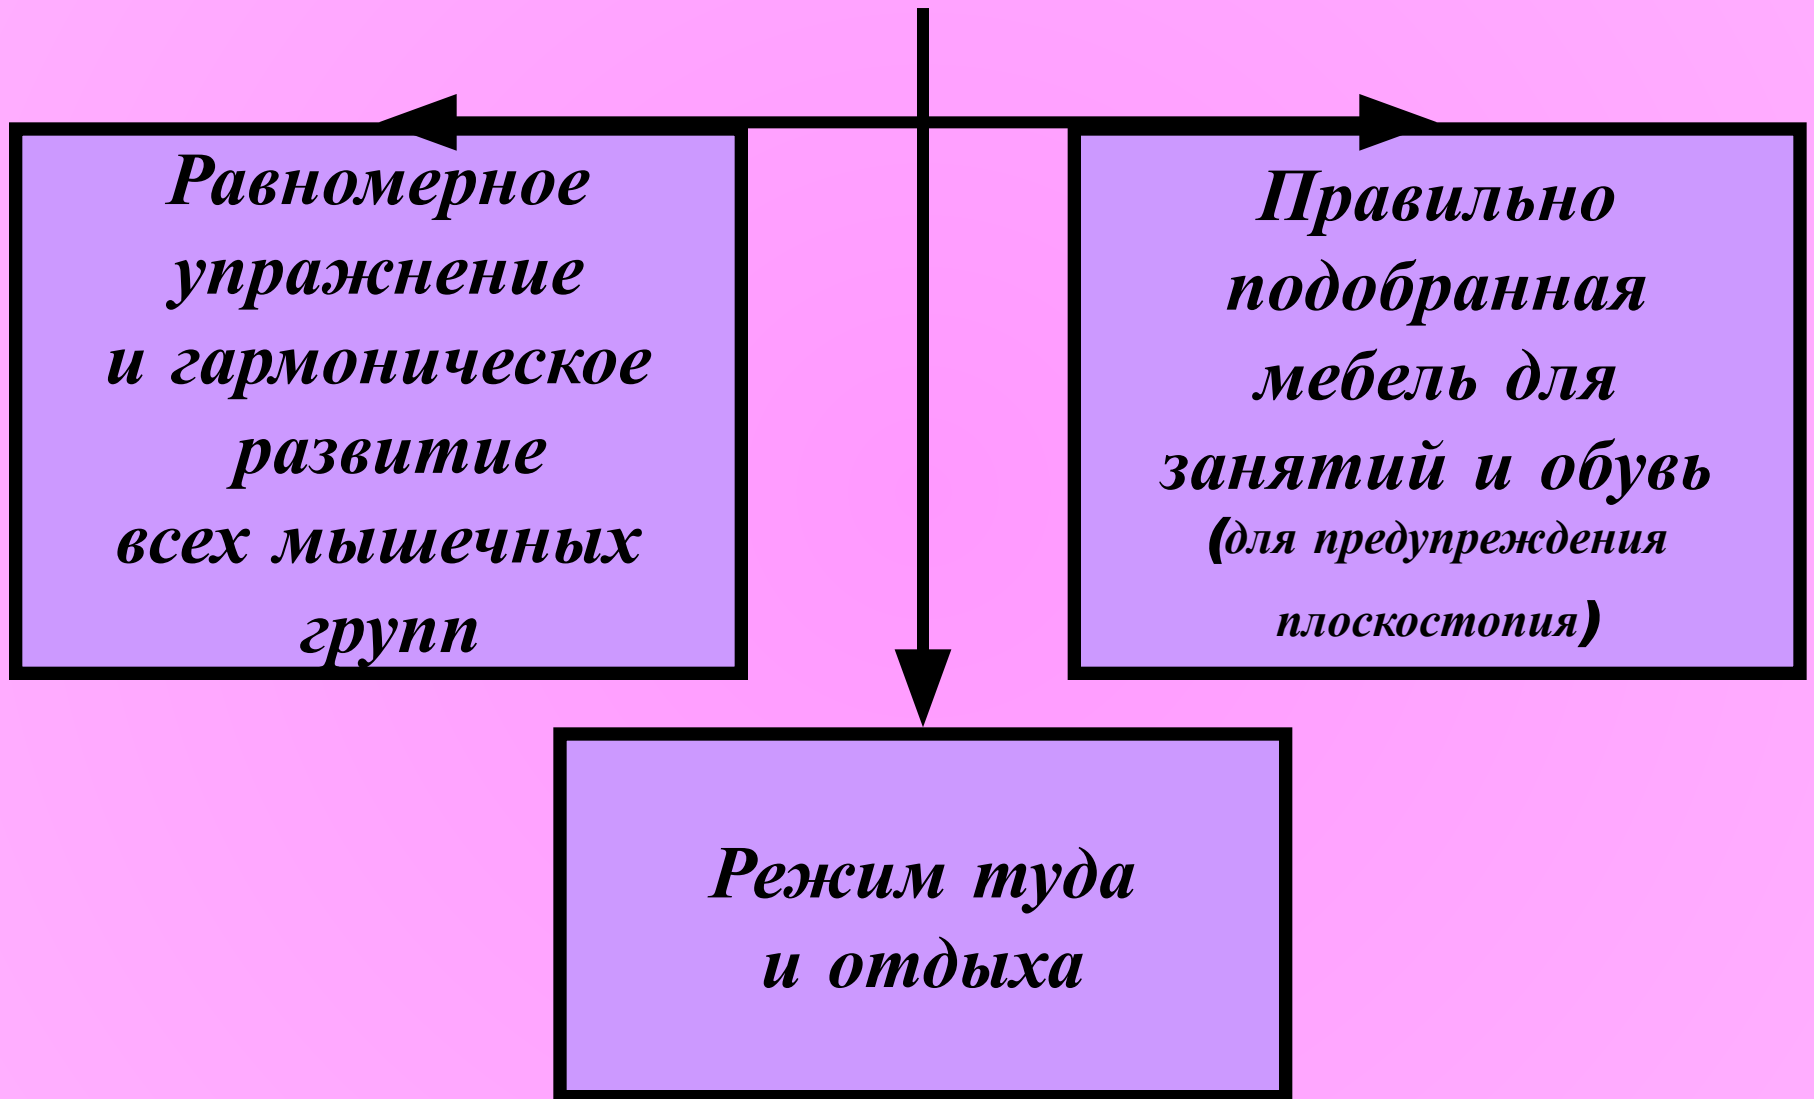 Равномерное
упражнение
и гармоническое
развитие
всех мышечных
групп
Правильно
подобранная
мебель для
занятий и обувь
(для предупреждения
плоскостопия)
Режим туда
и отдыха